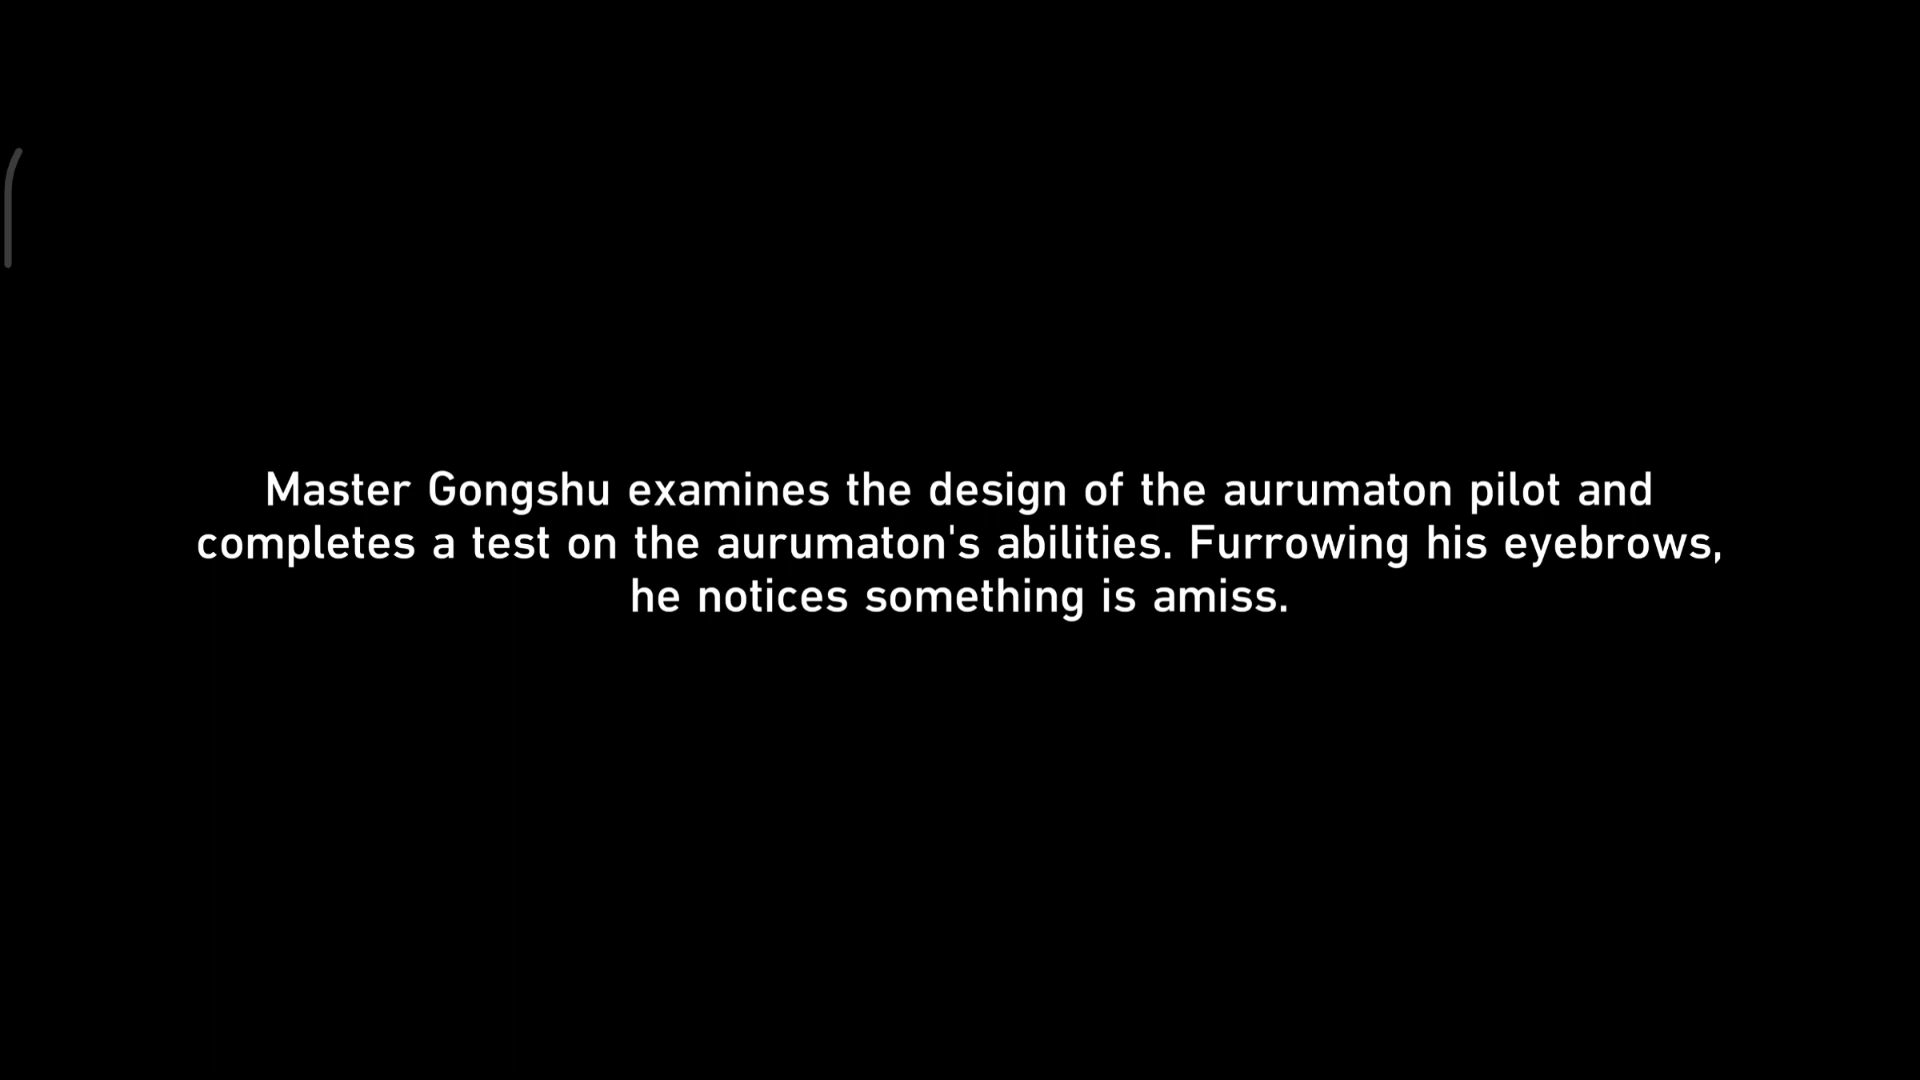 Master Gongshu examines the design of the aurumaton pilot and
completes a test on the aurumaton's abilities. Furrowing his eyebrows,
he notices something is amiss.